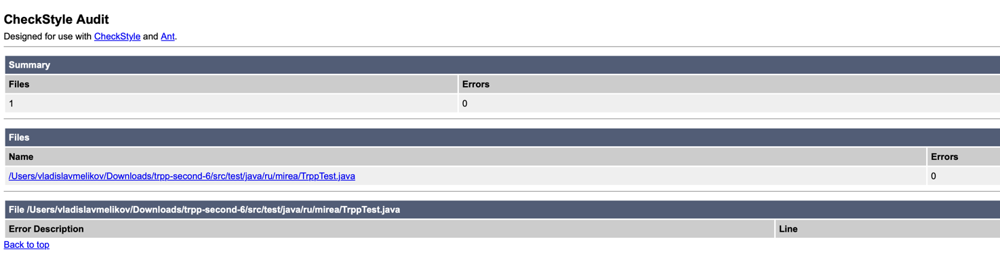 CheckStyle Audit
Designed for use with CheckStyle and Ant.
Summary
Files Errors
1 0
Files
Name Errors
/Users/vladislavmelikov/Downloads/trpp-second-6/src/test/java/ru/mirea/TrppTest.java 0
File /Users/vladislavmelikov/Downloads/trpp-second-6/src/test/java/ru/mirea/TrppTest.java
Error Description Line
Back to top